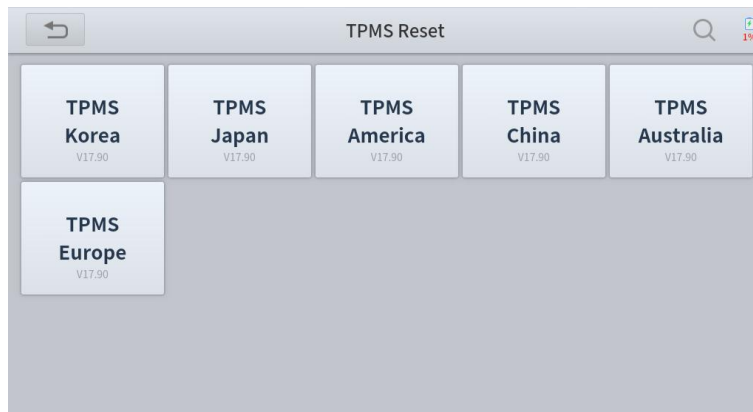 TPMS Reset
1%
TPMS
Korea
V17.90
TPMS
Japan
V17.90
TPMS
America
V17.90
TPMS
China
V17.90
TPMS
Australia
V17.90
TPMS
Europe
V17.90